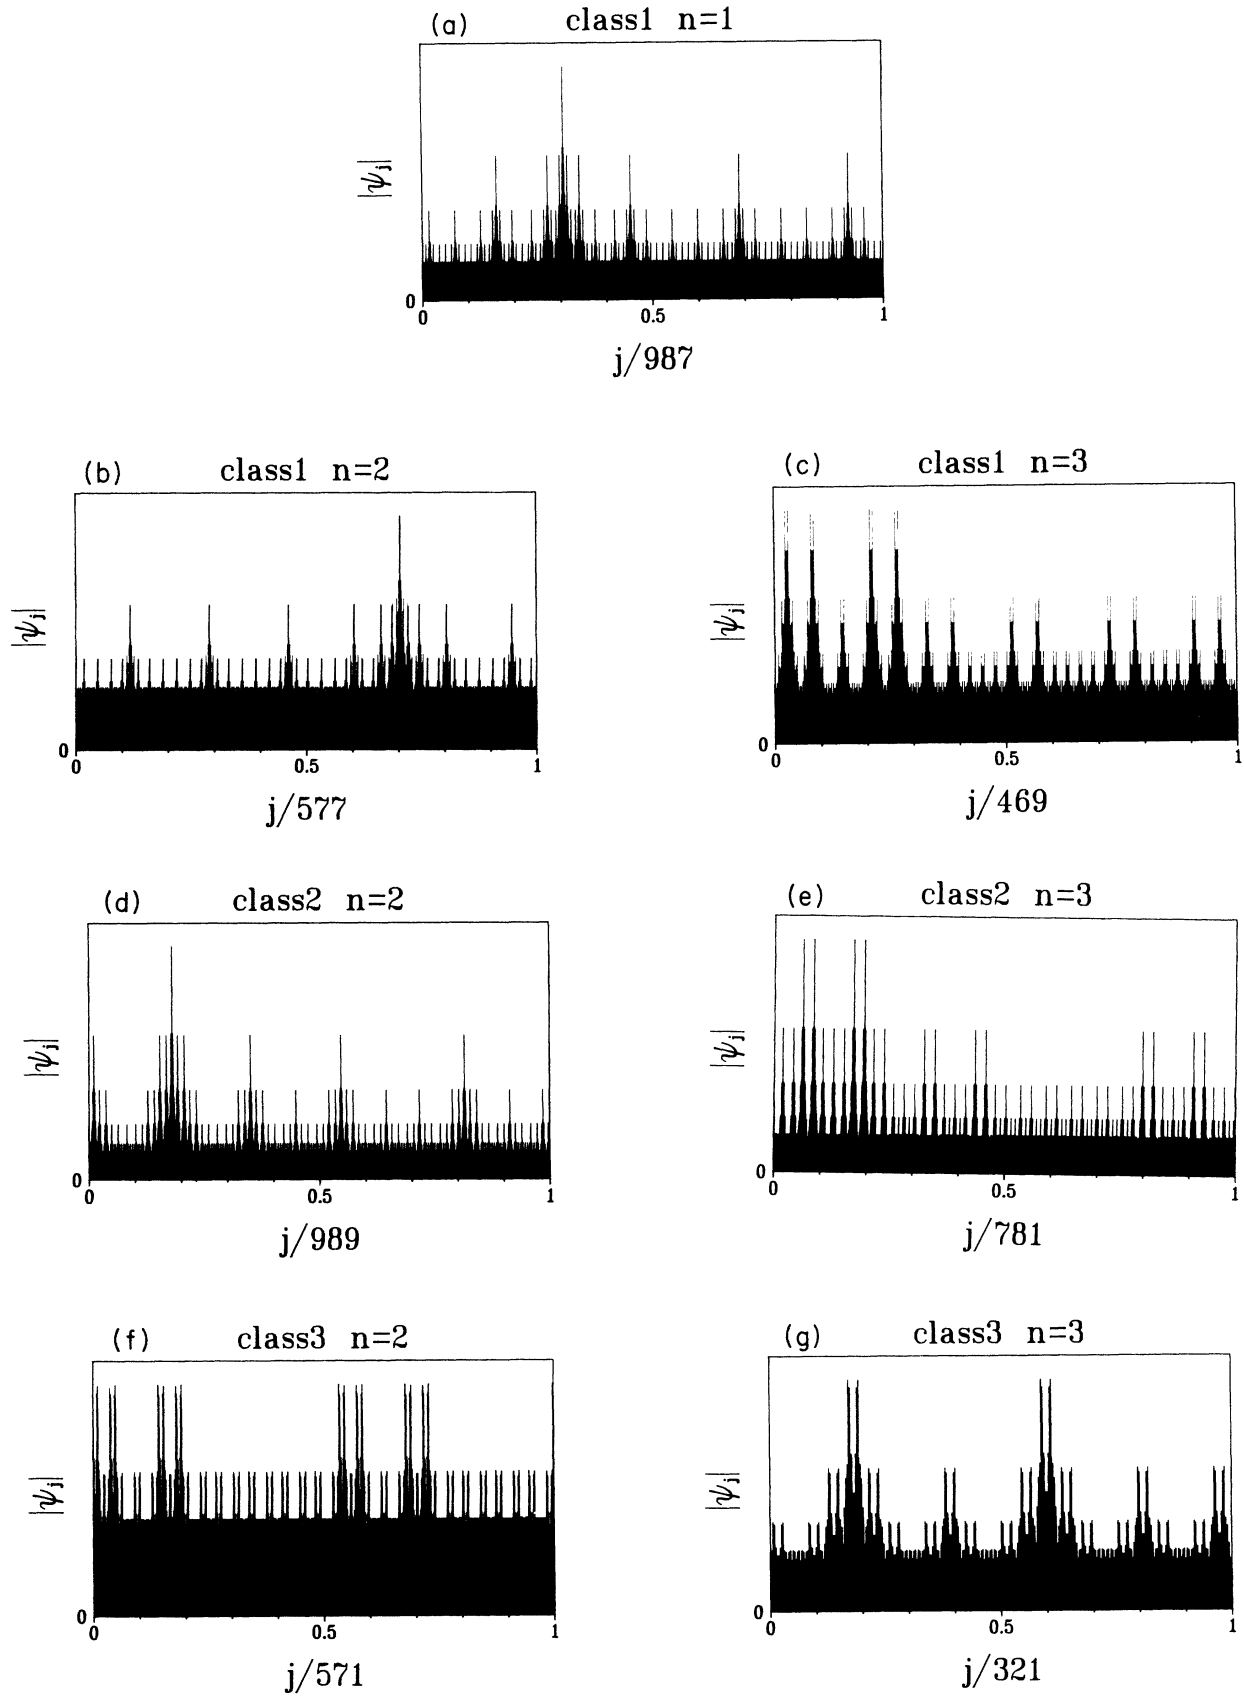 (a) class1 n=1
|ψj|
0
0 0.5 1
j/987
(b) class1 n=2
|ψj|
0
0 0.5 1
j/577
(c) class1 n=3
|ψj|
0
0 0.5 1
j/469
(d) class2 n=2
|ψj|
0
0 0.5 1
j/989
(e) class2 n=3
|ψj|
0
0 0.5 1
j/781
(f) class3 n=2
|ψj|
0
0 0.5 1
j/571
(g) class3 n=3
|ψj|
0
0 0.5 1
j/321